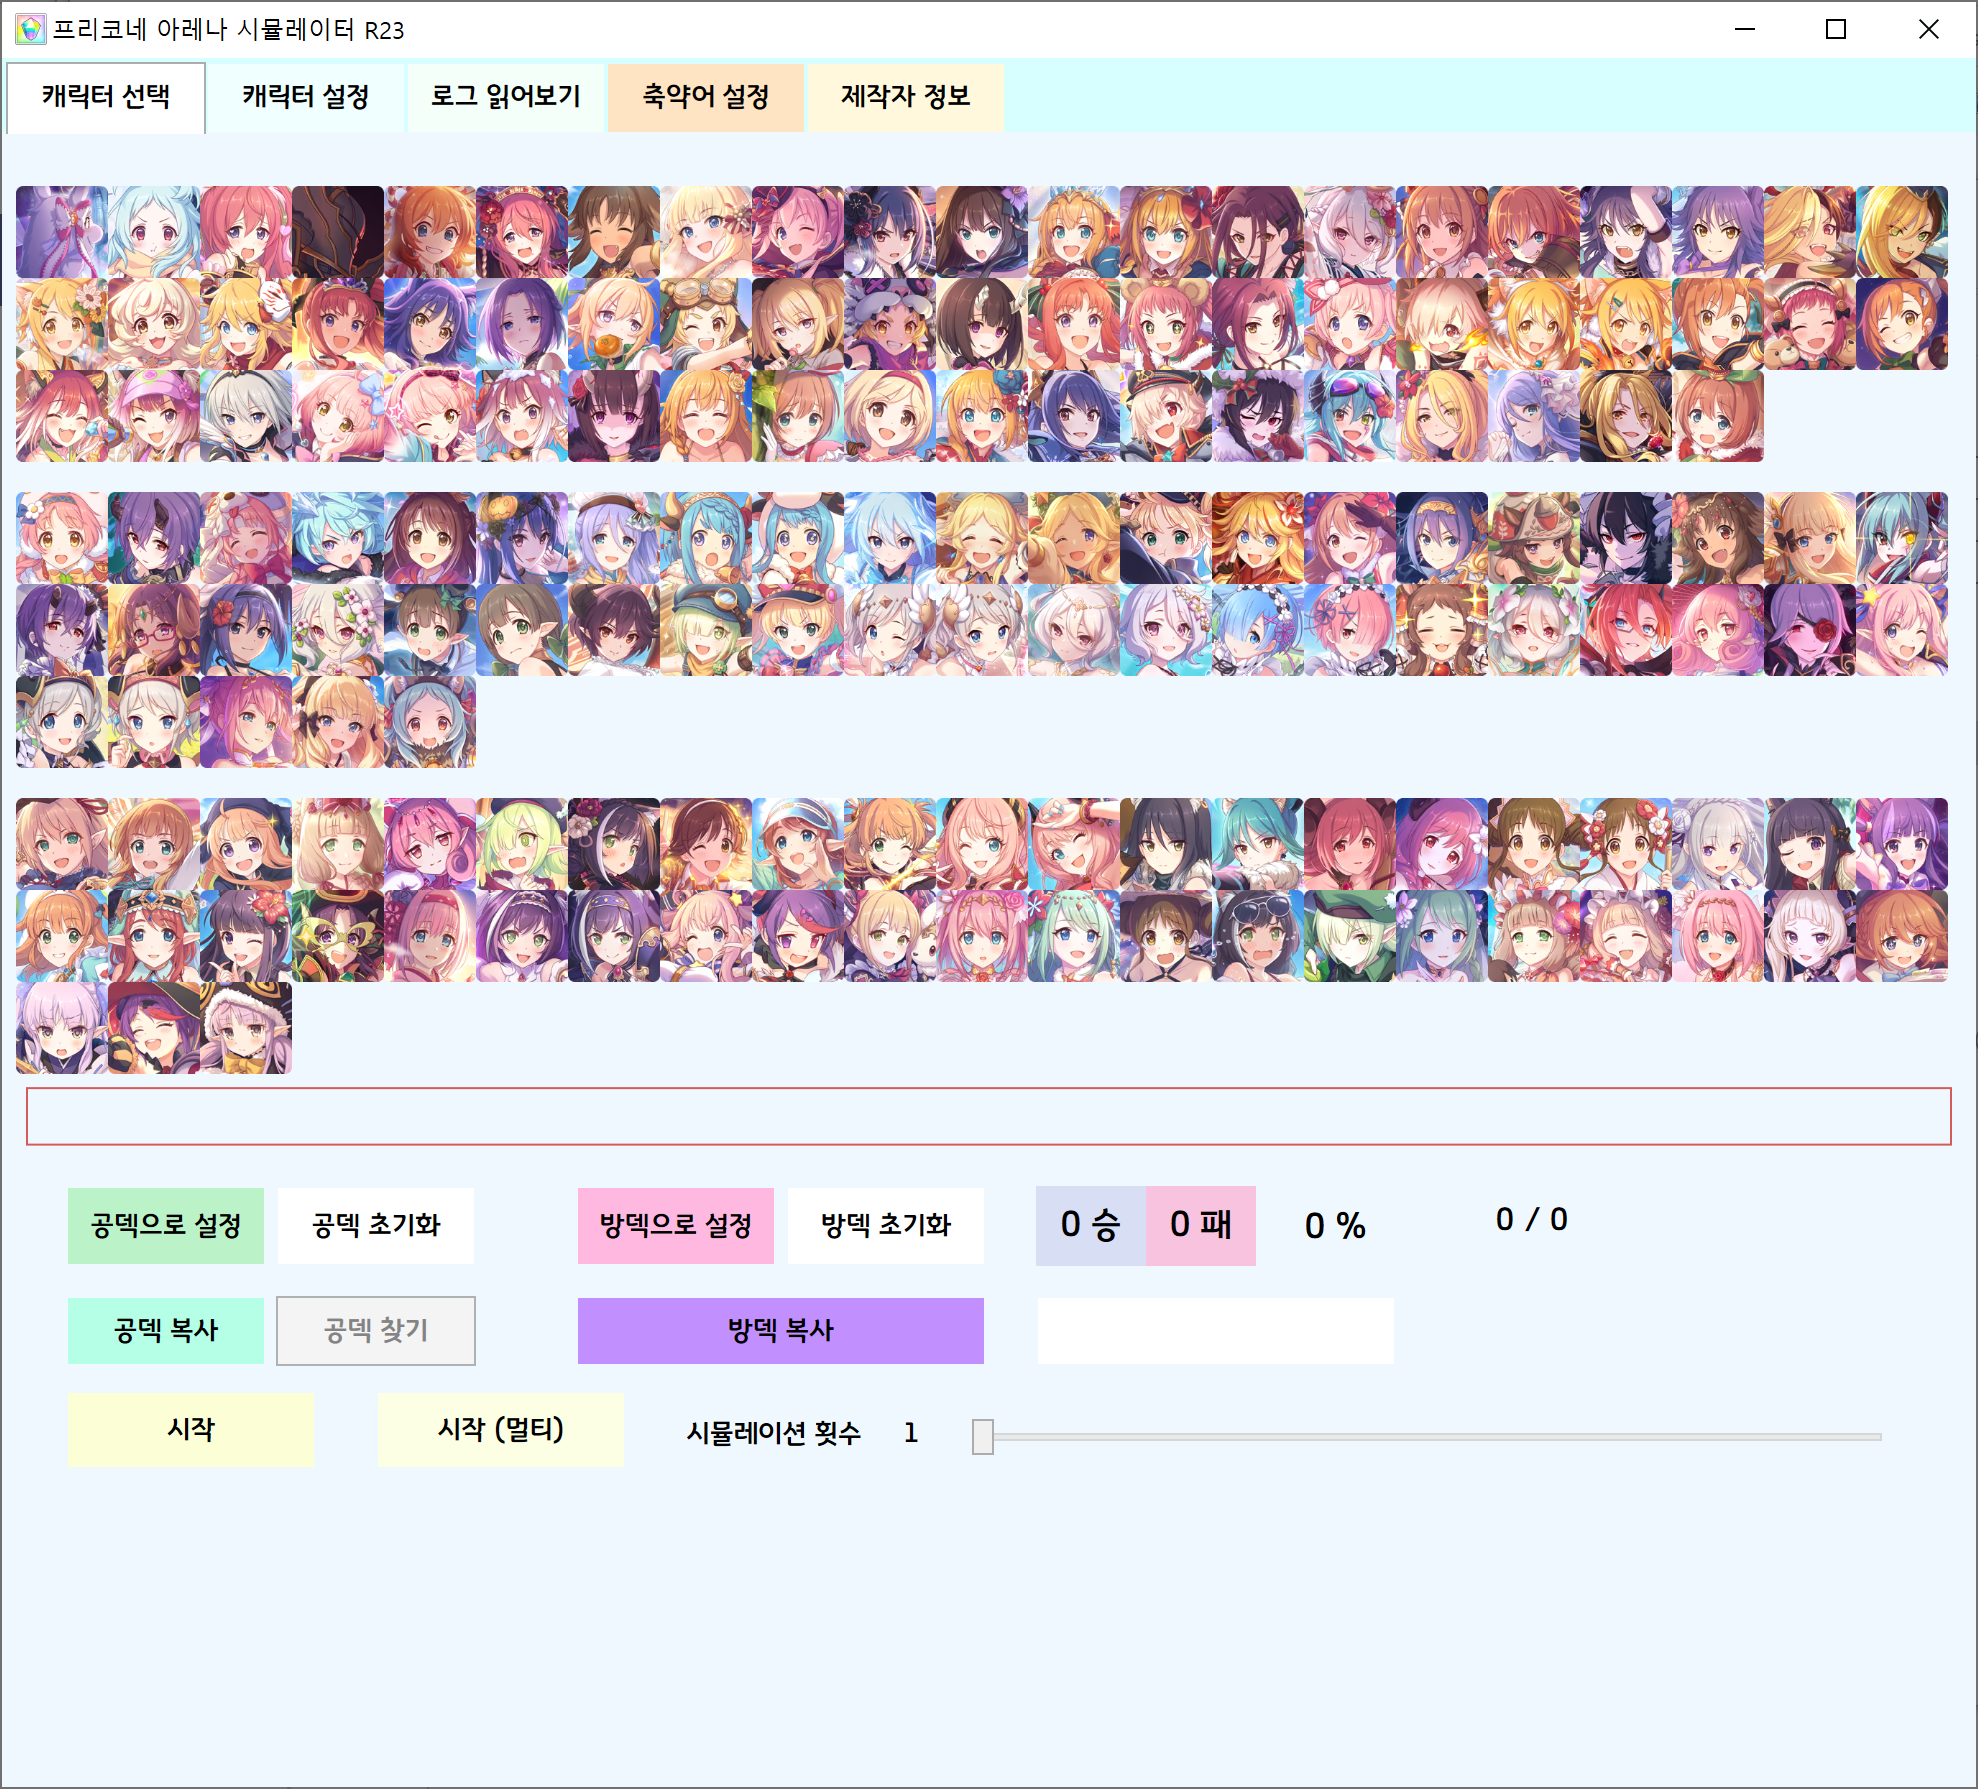 프리코네 아레나 시뮬레이터 R23
캐릭터 선택
캐릭터 설정
로그 읽어보기
축약어 설정
제작자 정보
공덱으로 설정
공덱 초기화
방덱으로 설정
방덱 초기화
0 승
0 패
0 %
0 / 0
공덱 복사
공덱 찾기
방덱 복사
시작
시작 (멀티)
시뮬레이션 횟수
1